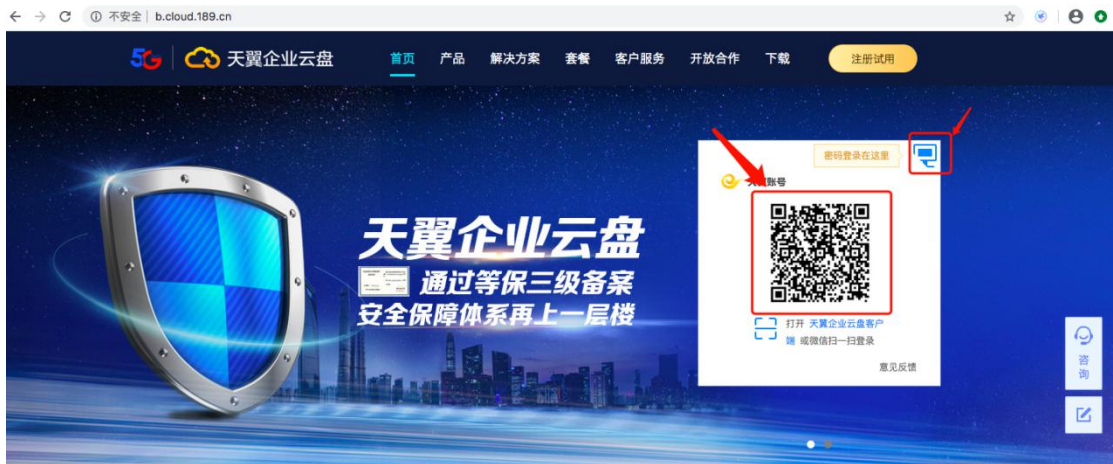 不安全 | b.cloud.189.cn
5G 天翼企业云盘 首页 产品 解决方案 套餐 客户服务 开放合作 下载 注册试用
密码登录在这里
天翼账号
天翼企业云盘
通过等保三级备案
安全保障体系再上一层楼
打开 天翼企业云盘客户
端 或微信扫一扫登录
意见反馈
咨
询